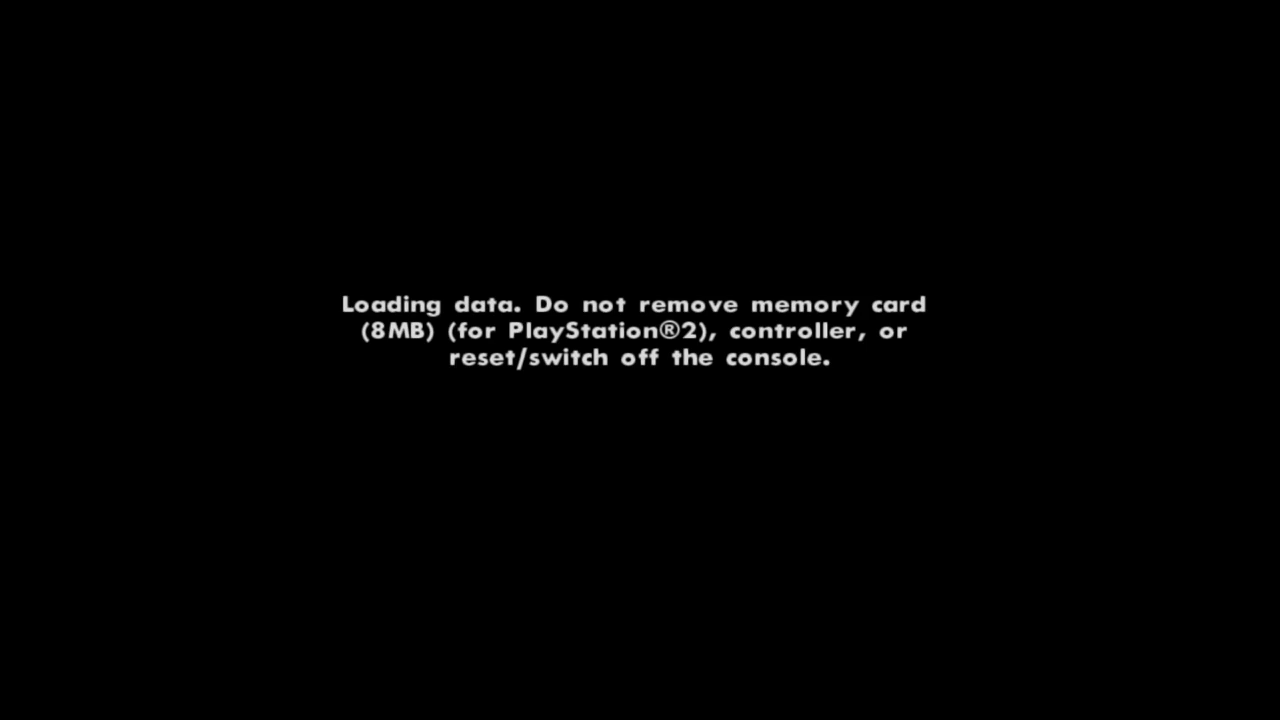 Loading data. Do not remove memory card
(8MB) (for PlayStation®2), controller, or
reset/switch off the console.